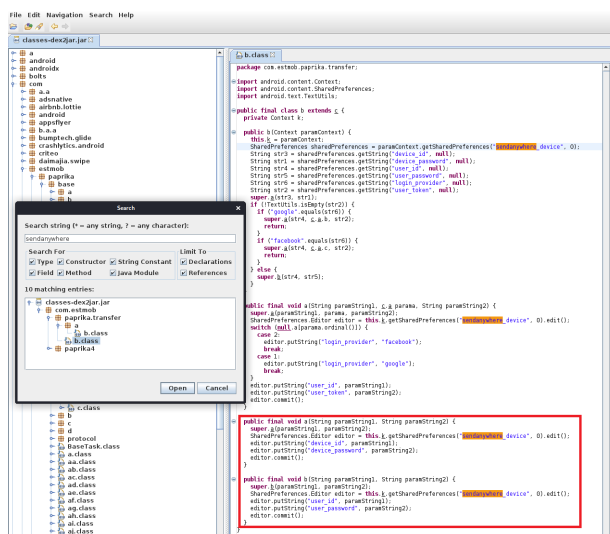 File Edit Navigation Search Help
classes-dex2jar.jar
a
android
androidx
bolts
com
a.a
adsnative
airbnb.lottie
android
appsflyer
b.a.a
bumptech.glide
crashlytics.android
criteo
daimajia.swipe
estmob
paprika
base
a
b
Search
Search string (* = any string, ? = any character):
sendanywhere
Search For
Limit To
Type Constructor String Constant
Declarations
Field Method Java Module
References
10 matching entries:
classes-dex2jar.jar
com.estmob
paprika.transfer
a
b.class
b.class
paprika4
Open Cancel
c.class
b
c
d
protocol
BaseTask.class
a.class
aa.class
ab.class
ac.class
ad.class
ae.class
af.class
ag.class
ah.class
ai.class
aj.class
b.class
package com.estmob.paprika.transfer;
import android.content.Context;
import android.content.SharedPreferences;
import android.text.TextUtils;
public final class b extends c {
private Context k;
public b(Context paramContext) {
this.k = paramContext;
SharedPreferences sharedPreferences = paramContext.getSharedPreferences("sendanywhere_device", 0);
String str3 = sharedPreferences.getString("device_id", null);
String str1 = sharedPreferences.getString("device_password", null);
String str4 = sharedPreferences.getString("user_id", null);
String str5 = sharedPreferences.getString("user_password", null);
String str6 = sharedPreferences.getString("login_provider", null);
String str2 = sharedPreferences.getString("user_token", null);
super.a(str3, str1);
if (!TextUtils.isEmpty(str2)) {
if ("google".equals(str6)) {
super.a(str4, c.a.b, str2);
return;
}
if ("facebook".equals(str6)) {
super.a(str4, c.a.c, str2);
return;
}
} else {
super.b(str4, str5);
}
}
public final void a(String paramString1, c.a parama, String paramString2) {
super.a(paramString1, parama, paramString2);
SharedPreferences.Editor editor = this.k.getSharedPreferences("sendanywhere_device", 0).edit();
switch (null.a[parama.ordinal()]) {
case 2:
editor.putString("login_provider", "facebook");
break;
case 1:
editor.putString("login_provider", "google");
break;
}
editor.putString("user_id", paramString1);
editor.putString("user_token", paramString2);
editor.commit();
}
public final void a(String paramString1, String paramString2) {
super.a(paramString1, paramString2);
SharedPreferences.Editor editor = this.k.getSharedPreferences("sendanywhere_device", 0).edit();
editor.putString("device_id", paramString1);
editor.putString("device_password", paramString2);
editor.commit();
}
public final void b(String paramString1, String paramString2) {
super.b(paramString1, paramString2);
SharedPreferences.Editor editor = this.k.getSharedPreferences("sendanywhere_device", 0).edit();
editor.putString("user_id", paramString1);
editor.putString("user_password", paramString2);
editor.commit();
}
}